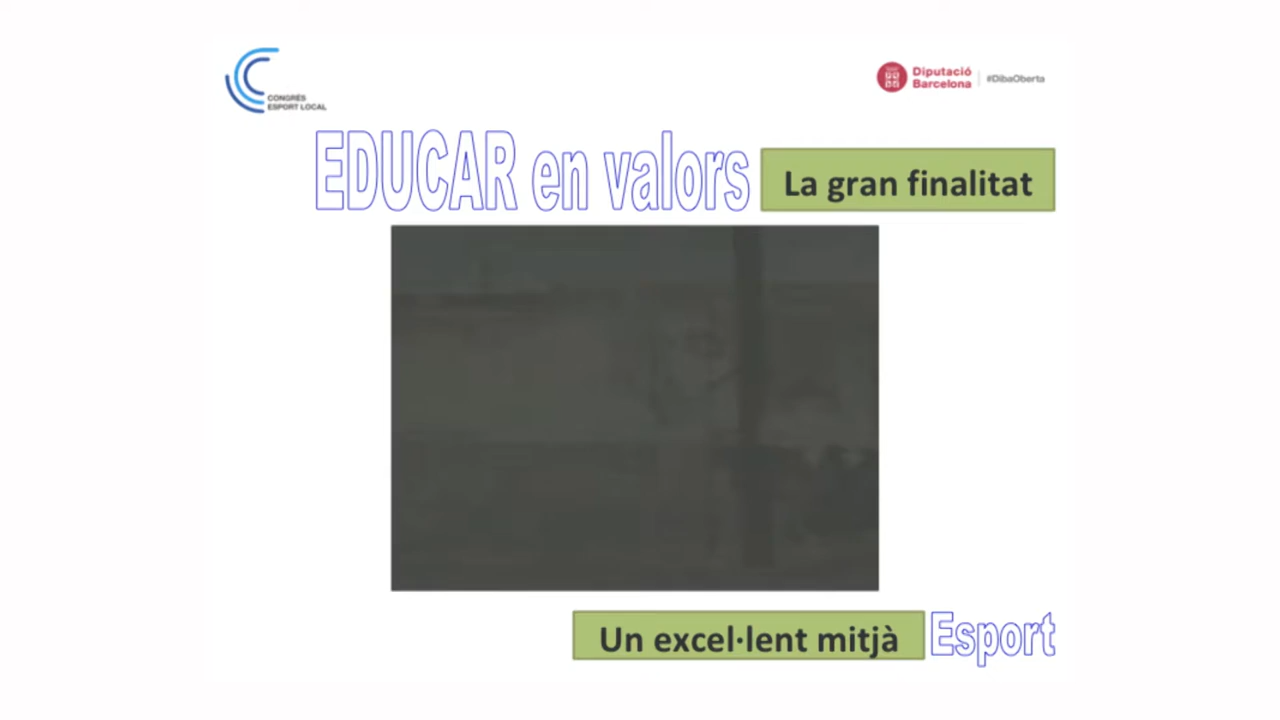 CONGRÉS
ESPORT LOCAL
Diputació
Barcelona
#DibaOberta
EDUCAR en valors
La gran finalitat
Un excel·lent mitjà
Esport